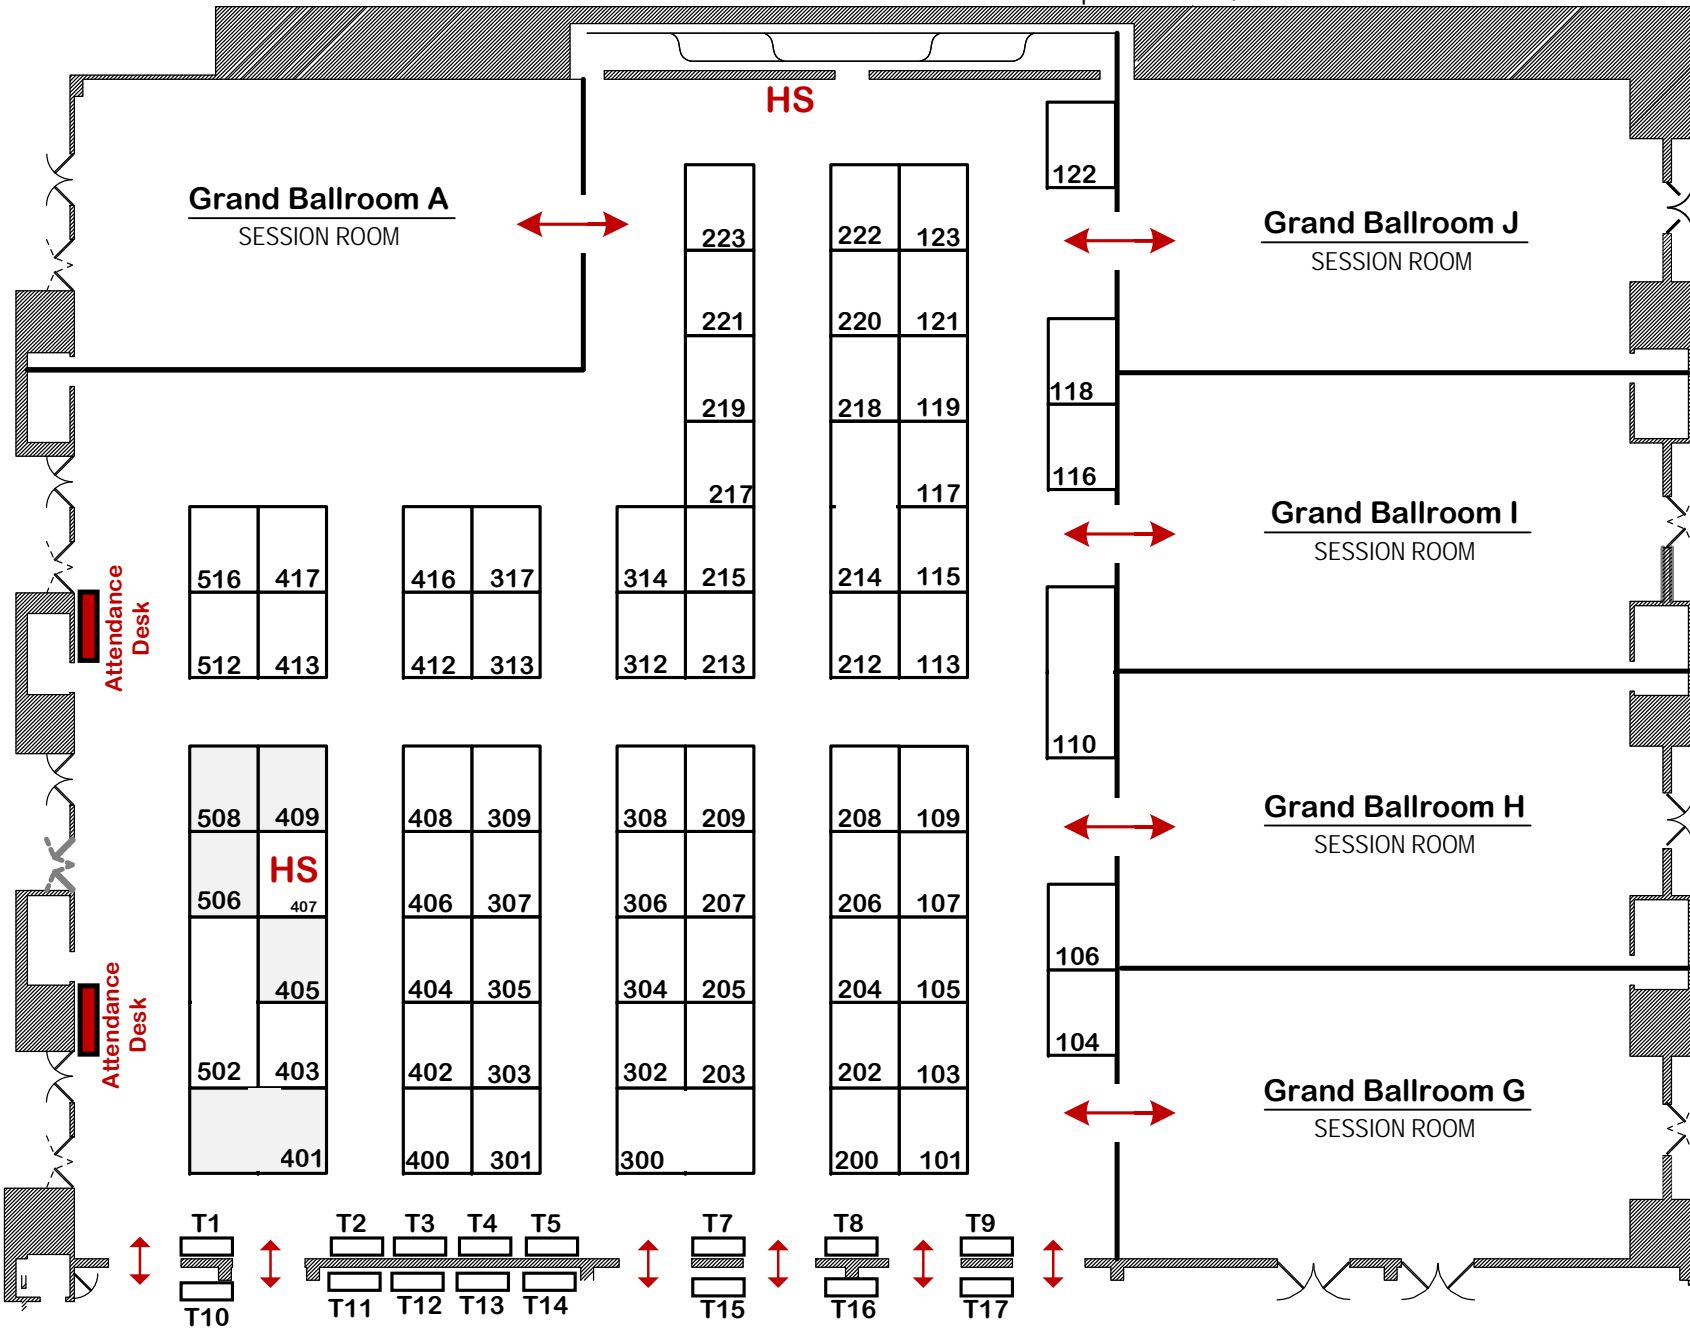 HS
122
Grand Ballroom A
SESSION ROOM
Grand Ballroom J
SESSION ROOM
223 222 123
221 220 121
219 218 119
118
217 117
116
Grand Ballroom I
SESSION ROOM
516 417 416 317 314 215 214 115
Attendance
Desk
512 413 412 313 312 213 212 113
110
508 409 408 309 308 209 208 109
Grand Ballroom H
SESSION ROOM
HS
506 407 406 307 306 207 206 107
106
405 404 305 304 205 204 105
Attendance
Desk
104
502 403 402 303 302 203 202 103
Grand Ballroom G
SESSION ROOM
401 400 301 300 200 101
T1 T2 T3 T4 T5 T7 T8 T9
T10 T11 T12 T13 T14 T15 T16 T17